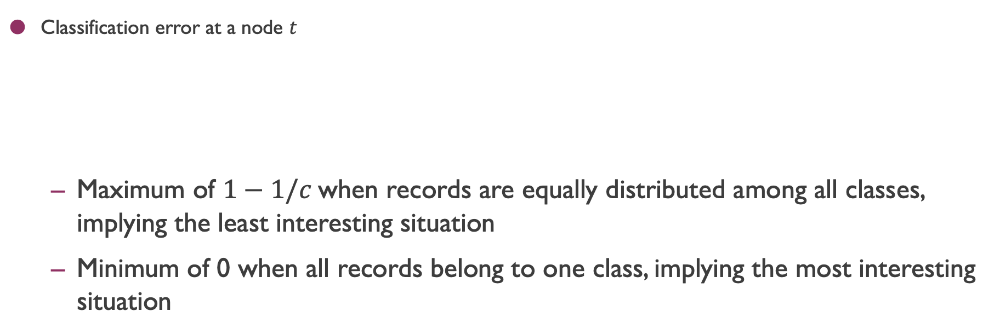 ● Classification error at a node t
– Maximum of 1 − 1/c when records are equally distributed among all classes,
implying the least interesting situation
– Minimum of 0 when all records belong to one class, implying the most interesting
situation